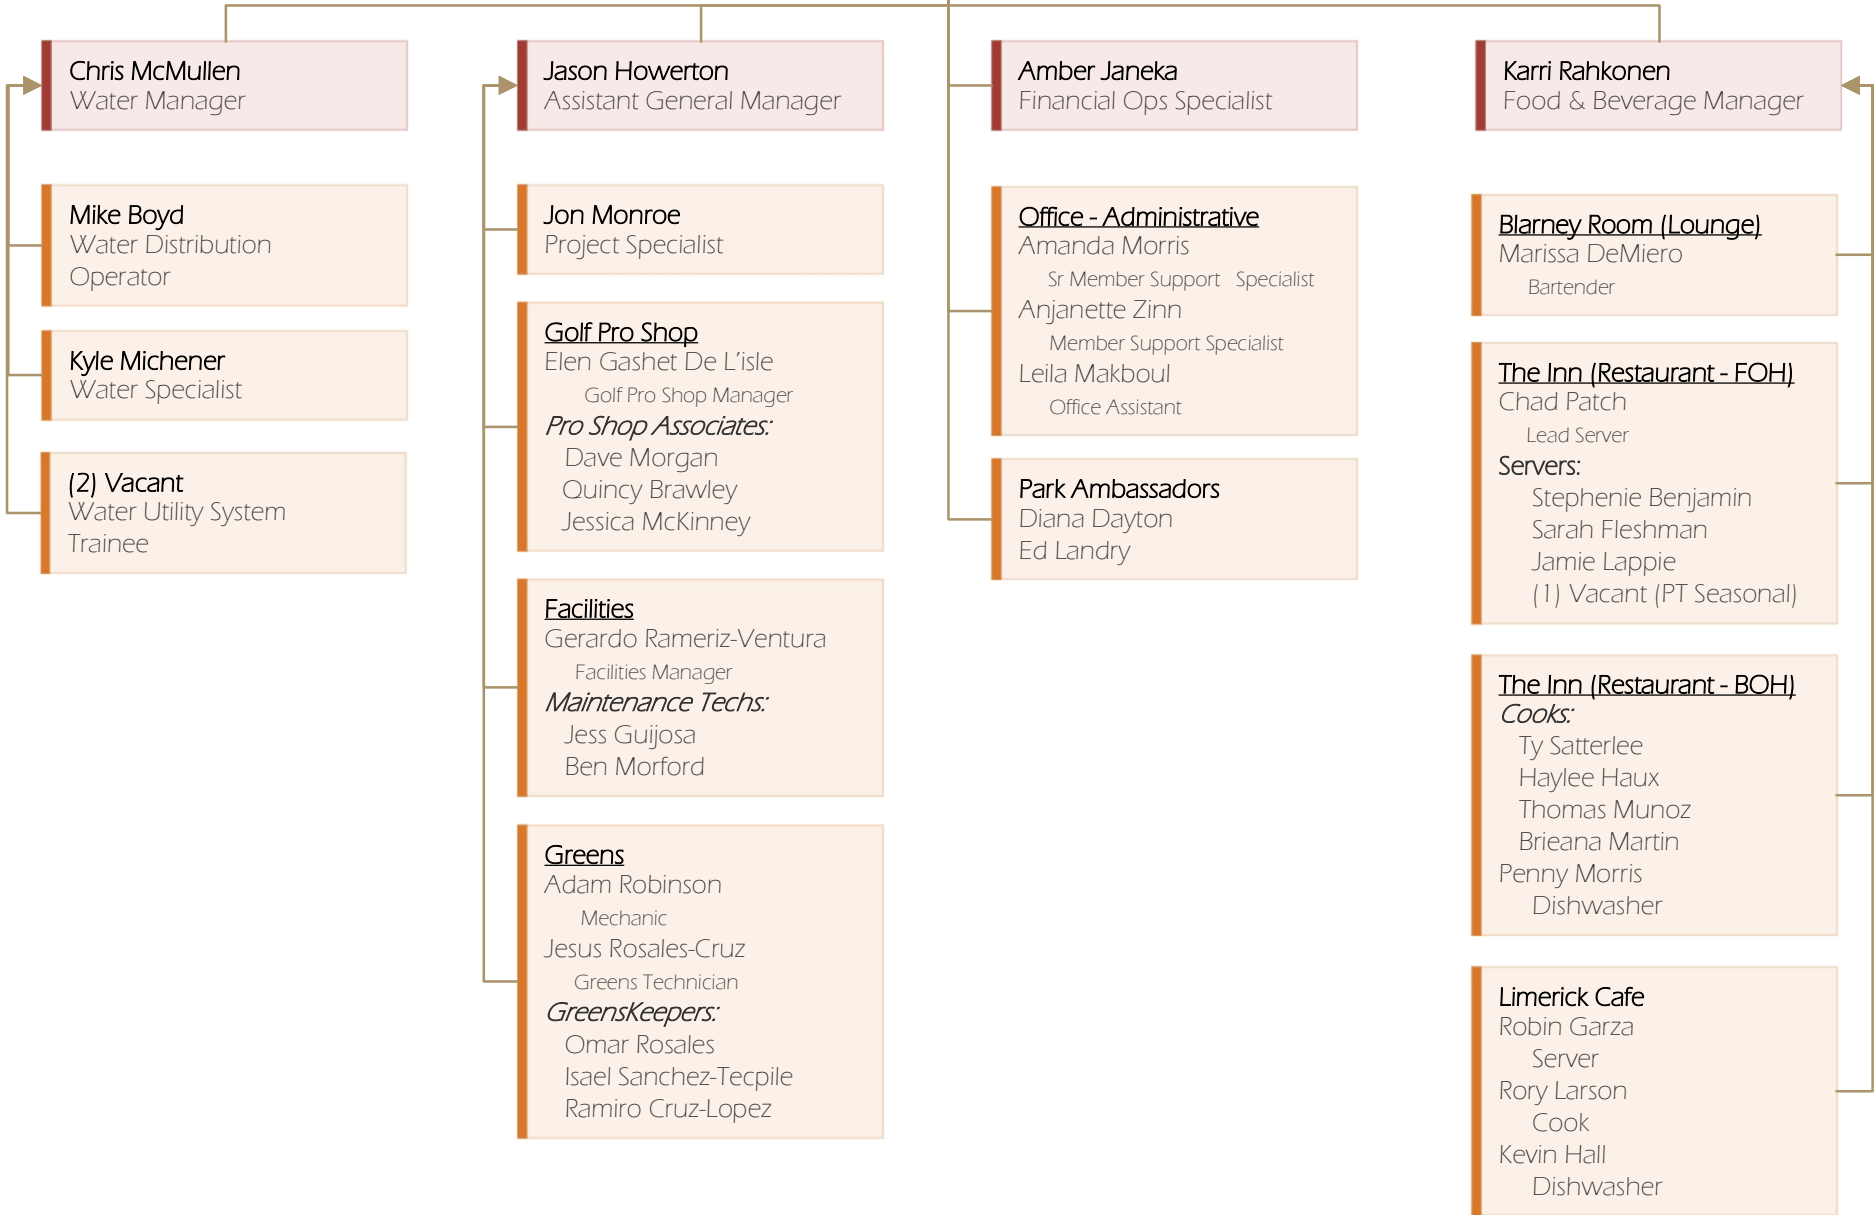 Chris McMullen
Water Manager
Mike Boyd
Water Distribution
Operator
Kyle Michener
Water Specialist
(2) Vacant
Water Utility System
Trainee
Jason Howerton
Assistant General Manager
Jon Monroe
Project Specialist
Golf Pro Shop
Elen Gashet De L’isle
Golf Pro Shop Manager
Pro Shop Associates:
Dave Morgan
Quincy Brawley
Jessica McKinney
Facilities
Gerardo Rameriz-Ventura
Facilities Manager
Maintenance Techs:
Jess Guijosa
Ben Morford
Greens
Adam Robinson
Mechanic
Jesus Rosales-Cruz
Greens Technician
GreensKeepers:
Omar Rosales
Isael Sanchez-Tecpile
Ramiro Cruz-Lopez
Amber Janeka
Financial Ops Specialist
Office - Administrative
Amanda Morris
Sr Member Support Specialist
Anjanette Zinn
Member Support Specialist
Leila Makboul
Office Assistant
Park Ambassadors
Diana Dayton
Ed Landry
Karri Rahkonen
Food & Beverage Manager
Blarney Room (Lounge)
Marissa DeMiero
Bartender
The Inn (Restaurant - FOH)
Chad Patch
Lead Server
Servers:
Stephenie Benjamin
Sarah Fleshman
Jamie Lappie
(1) Vacant (PT Seasonal)
The Inn (Restaurant - BOH)
Cooks:
Ty Satterlee
Haylee Haux
Thomas Munoz
Brieana Martin
Penny Morris
Dishwasher
Limerick Cafe
Robin Garza
Server
Rory Larson
Cook
Kevin Hall
Dishwasher